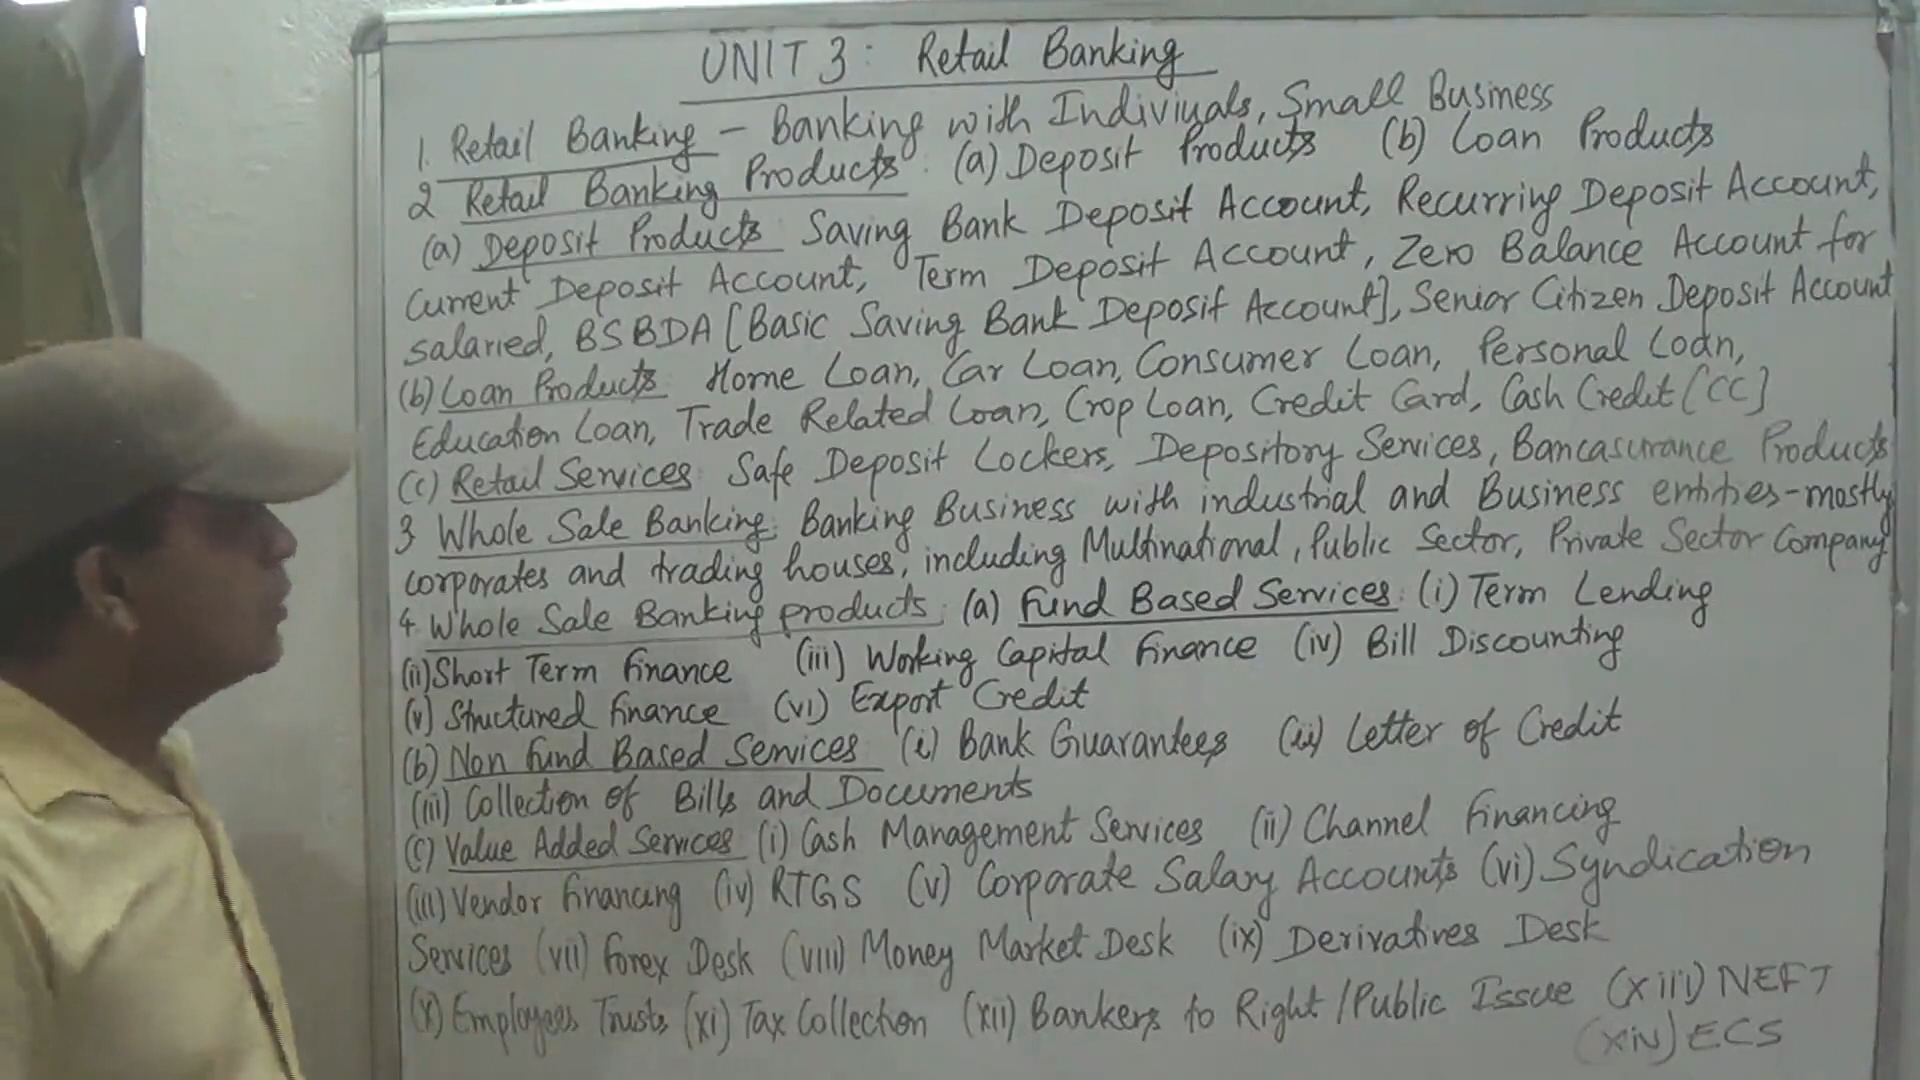 UNIT 3: Retail Banking
1. Retail Banking – Banking with Indiviuals, Small Business
2 Retail Banking Products: (a) Deposit Products (b) Loan Products
(a) Deposit Products Saving Bank Deposit Account, Recurring Deposit Account,
Current Deposit Account, Term Deposit Account, Zero Balance Account for
salaried, BSBDA [Basic Saving Bank Deposit Account], Senior Citizen Deposit Account
(b) Loan Products Home Loan, Car Loan, Consumer Loan, Personal Loan,
Education Loan, Trade Related Loan, Crop Loan, Credit Card, Cash Credit [CC]
(c) Retail Services: Safe Deposit Lockers, Depository Services, Bancasurance Products
3 Whole Sale Banking: Banking Business with industrial and Business entities-mostly
corporates and trading houses, including Multinational, Public Sector, Private Sector Company
4. Whole Sale Banking products: (a) Fund Based Services: (i) Term Lending
(ii) Short Term finance (iii) Working Capital Finance (iv) Bill Discounting
(v) Structured finance (vi) Export Credit
(b) Non Fund Based Services (i) Bank Guarantees (ii) Letter of Credit
(iii) Collection of Bills and Documents
(C) Value Added Services (i) Cash Management Services (ii) Channel Financing
(iii) Vendor financing (iv) RTGS (v) Corporate Salary Accounts (vi) Syndication
Services (vii) Forex Desk (viii) Money Market Desk (ix) Derivatives Desk
(x) Employees Trusts (xi) Tax Collection (xii) Bankers to Right/Public Issue (xiii) NEFT
(xiv) ECS